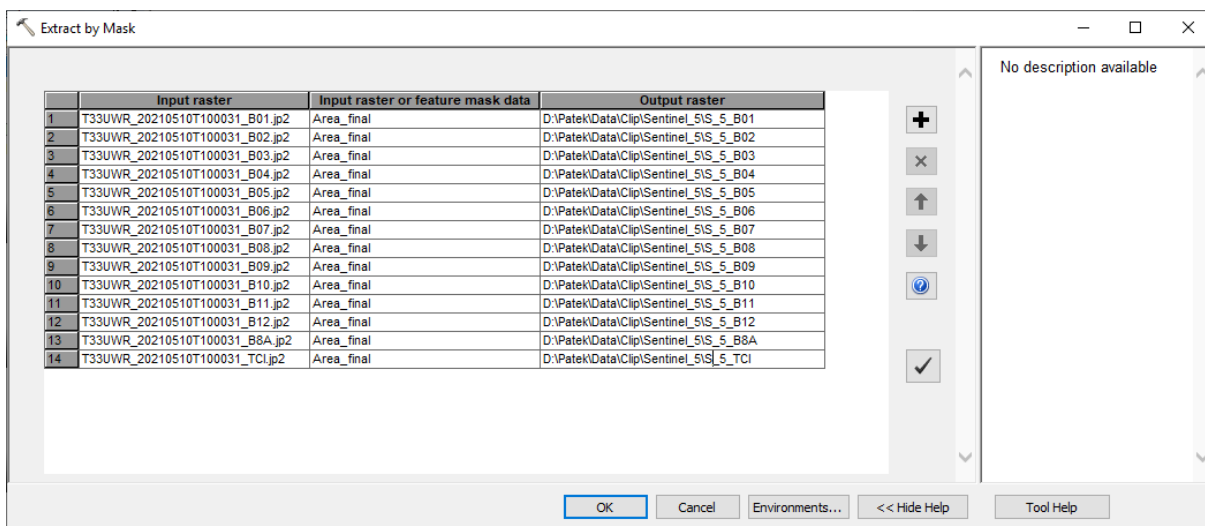 Extract by Mask
No description available
Input raster Input raster or feature mask data Output raster
1 T33UWR_20210510T100031_B01.jp2 Area_final D:\Patek\Data\Clip\Sentinel_5\S_5_B01
2 T33UWR_20210510T100031_B02.jp2 Area_final D:\Patek\Data\Clip\Sentinel_5\S_5_B02
3 T33UWR_20210510T100031_B03.jp2 Area_final D:\Patek\Data\Clip\Sentinel_5\S_5_B03
4 T33UWR_20210510T100031_B04.jp2 Area_final D:\Patek\Data\Clip\Sentinel_5\S_5_B04
5 T33UWR_20210510T100031_B05.jp2 Area_final D:\Patek\Data\Clip\Sentinel_5\S_5_B05
6 T33UWR_20210510T100031_B06.jp2 Area_final D:\Patek\Data\Clip\Sentinel_5\S_5_B06
7 T33UWR_20210510T100031_B07.jp2 Area_final D:\Patek\Data\Clip\Sentinel_5\S_5_B07
8 T33UWR_20210510T100031_B08.jp2 Area_final D:\Patek\Data\Clip\Sentinel_5\S_5_B08
9 T33UWR_20210510T100031_B09.jp2 Area_final D:\Patek\Data\Clip\Sentinel_5\S_5_B09
10 T33UWR_20210510T100031_B10.jp2 Area_final D:\Patek\Data\Clip\Sentinel_5\S_5_B10
11 T33UWR_20210510T100031_B11.jp2 Area_final D:\Patek\Data\Clip\Sentinel_5\S_5_B11
12 T33UWR_20210510T100031_B12.jp2 Area_final D:\Patek\Data\Clip\Sentinel_5\S_5_B12
13 T33UWR_20210510T100031_B8A.jp2 Area_final D:\Patek\Data\Clip\Sentinel_5\S_5_B8A
14 T33UWR_20210510T100031_TCI.jp2 Area_final D:\Patek\Data\Clip\Sentinel_5\S_5_TCI
OK Cancel Environments... << Hide Help Tool Help